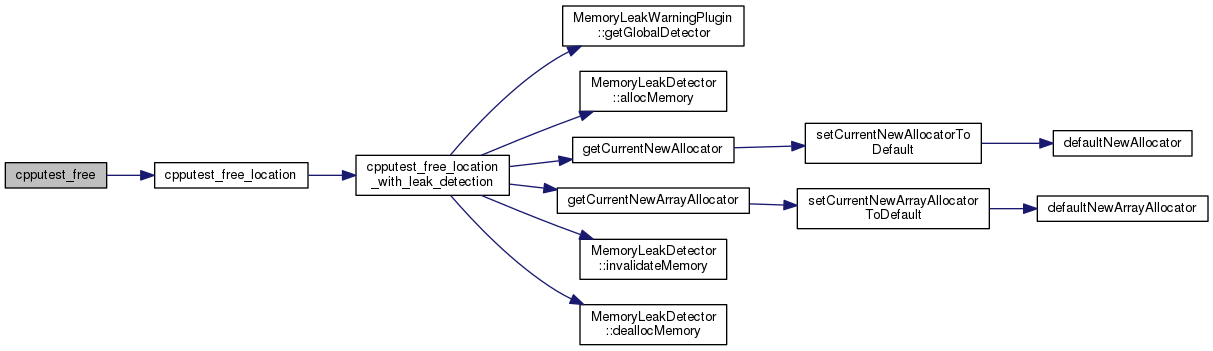 cpputest_free
cpputest_free_location
cpputest_free_location
_with_leak_detection
MemoryLeakWarningPlugin
::getGlobalDetector
MemoryLeakDetector
::allocMemory
getCurrentNewAllocator
setCurrentNewAllocatorTo
Default
defaultNewAllocator
getCurrentNewArrayAllocator
setCurrentNewArrayAllocator
ToDefault
defaultNewArrayAllocator
MemoryLeakDetector
::invalidateMemory
MemoryLeakDetector
::deallocMemory